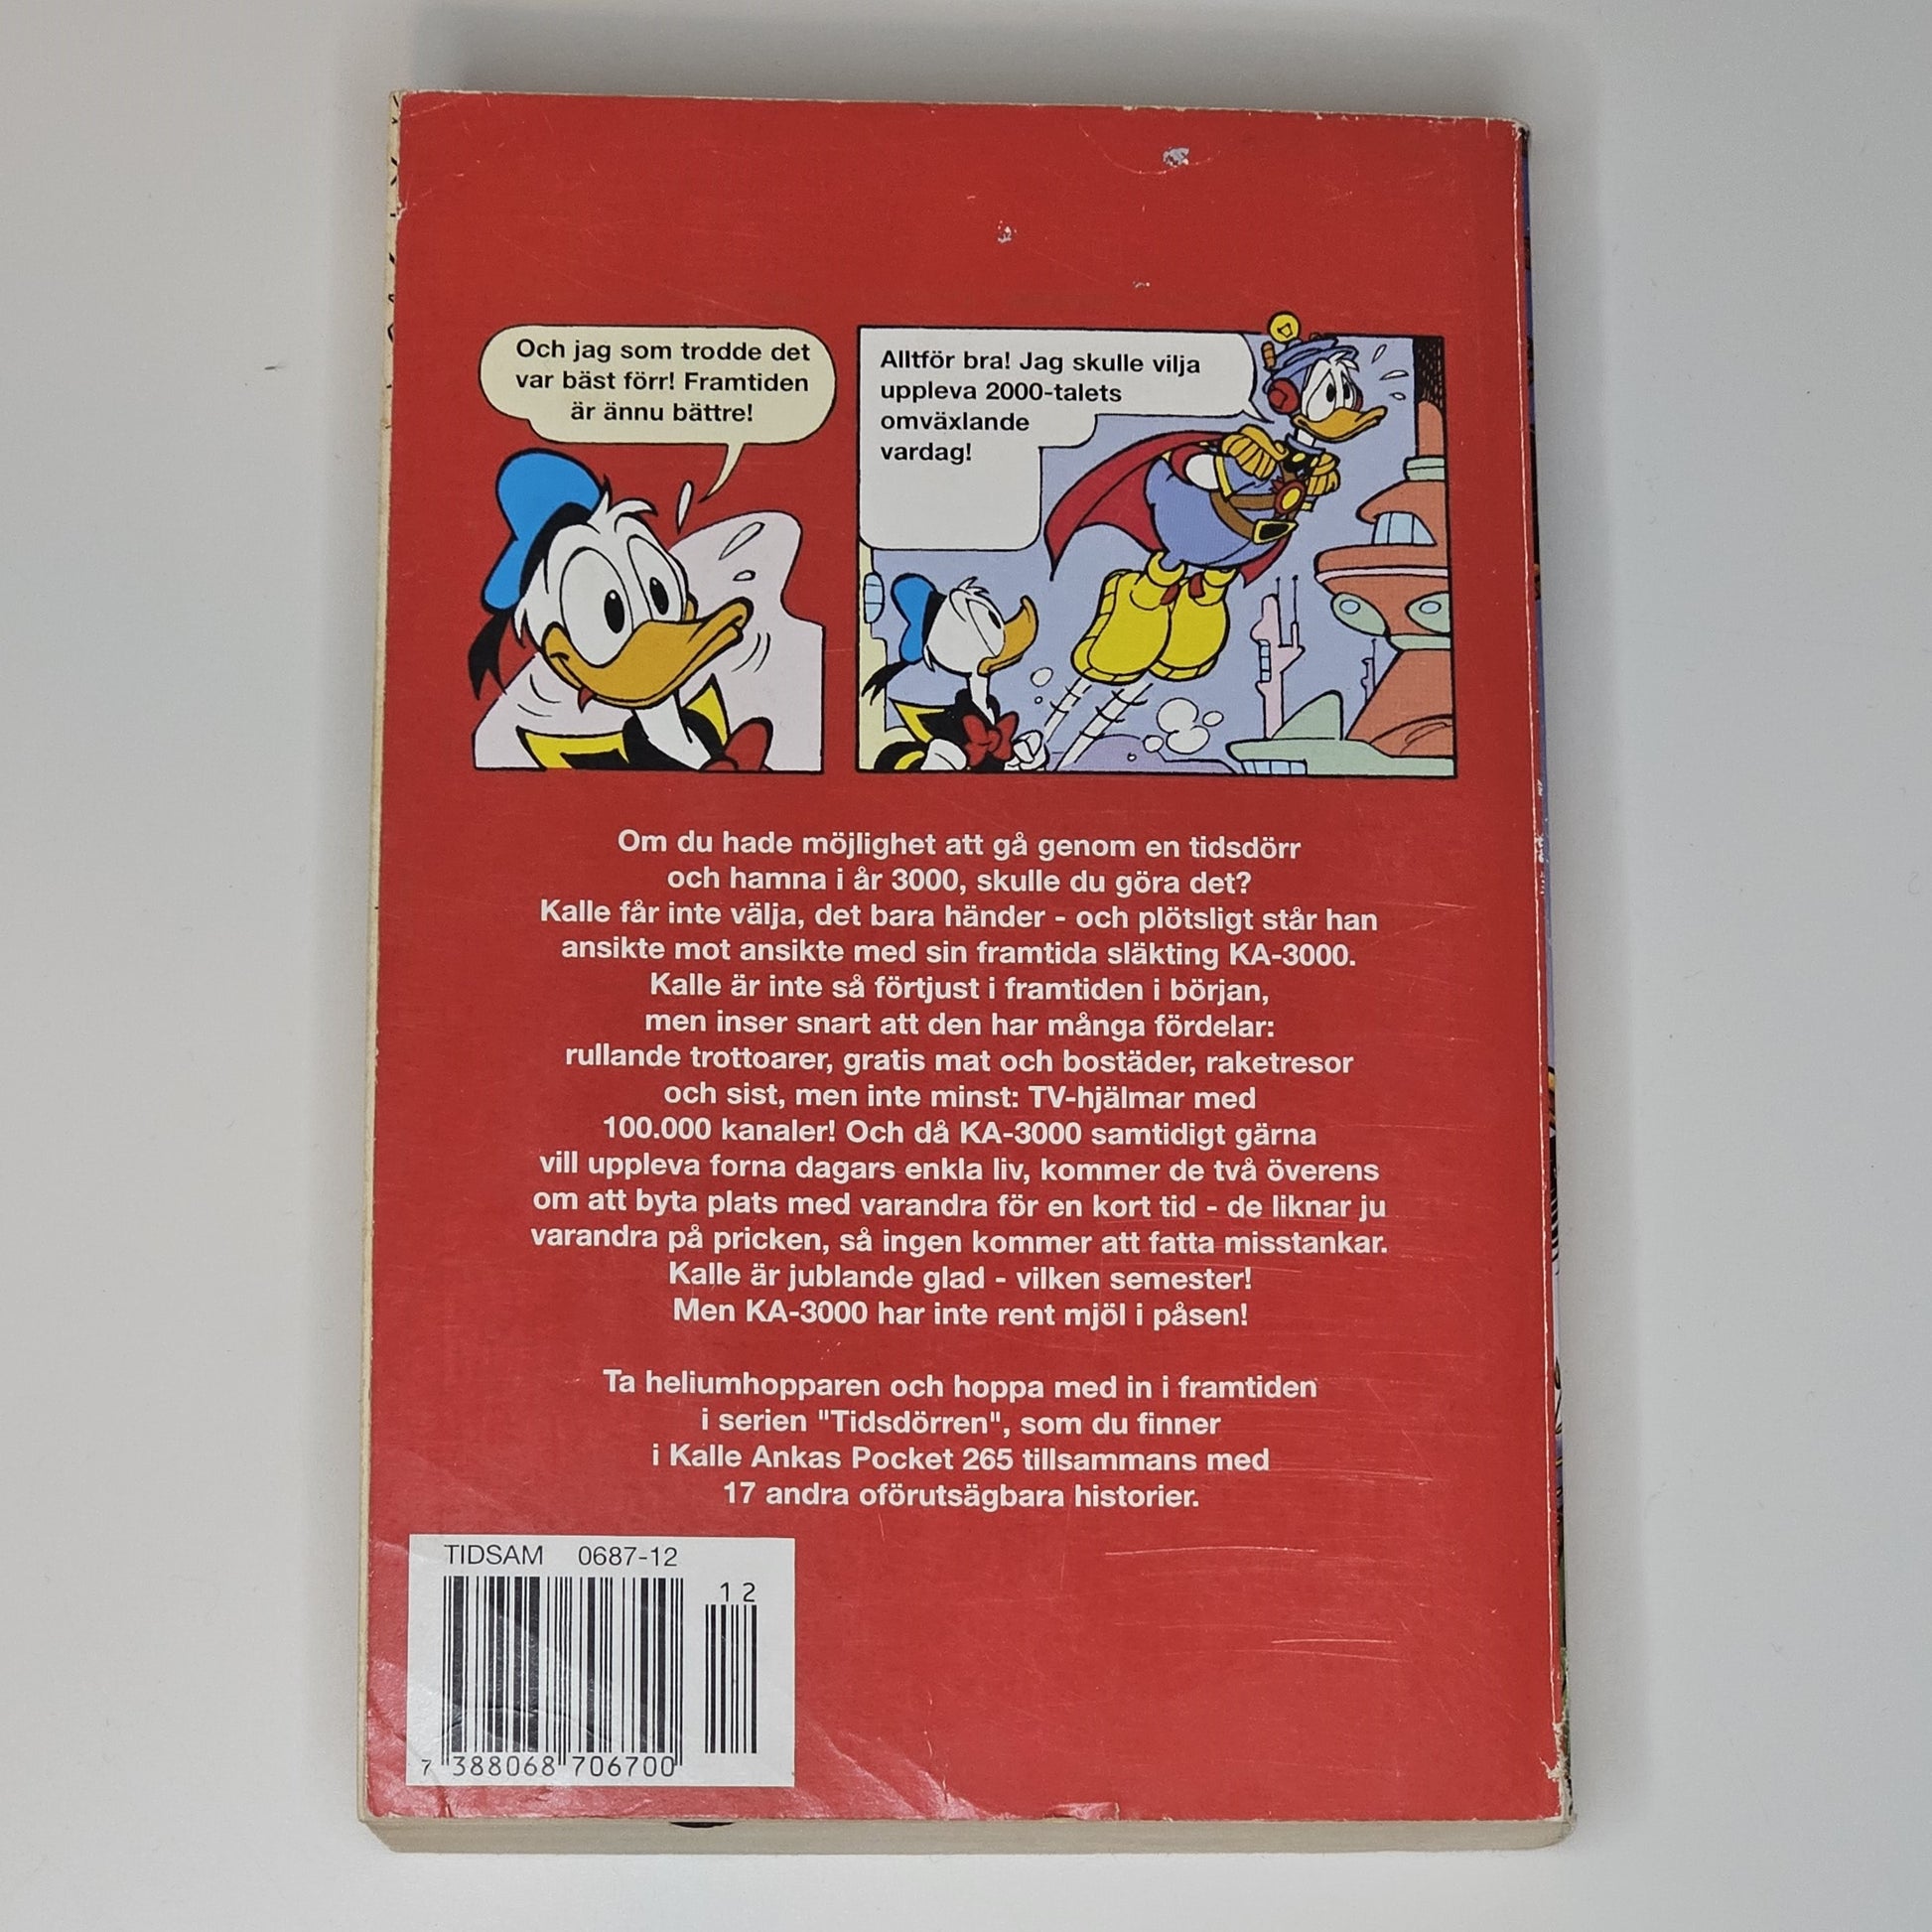 Och jag som trodde det
var bäst förr! Framtiden
är ännu bättre!
Alltför bra! Jag skulle vilja
uppleva 2000-talets
omväxlande
vardag!
Om du hade möjlighet att gå genom en tidsdörr
och hamna i år 3000, skulle du göra det?
Kalle får inte välja, det bara händer - och plötsligt står han
ansikte mot ansikte med sin framtida släkting KA-3000.
Kalle är inte så förtjust i framtiden i början,
men inser snart att den har många fördelar:
rullande trottoarer, gratis mat och bostäder, raketresor
och sist, men inte minst: TV-hjälmar med
100.000 kanaler! Och då KA-3000 samtidigt gärna
vill uppleva forna dagars enkla liv, kommer de två överens
om att byta plats med varandra för en kort tid - de liknar ju
varandra på pricken, så ingen kommer att fatta misstankar.
Kalle är jublande glad - vilken semester!
Men KA-3000 har inte rent mjöl i påsen!
Ta heliumhopparen och hoppa med in i framtiden
i serien "Tidsdörren", som du finner
i Kalle Ankas Pocket 265 tillsammans med
17 andra oförutsägbara historier.
TIDSAM 0687-12
12
7 388068 706700